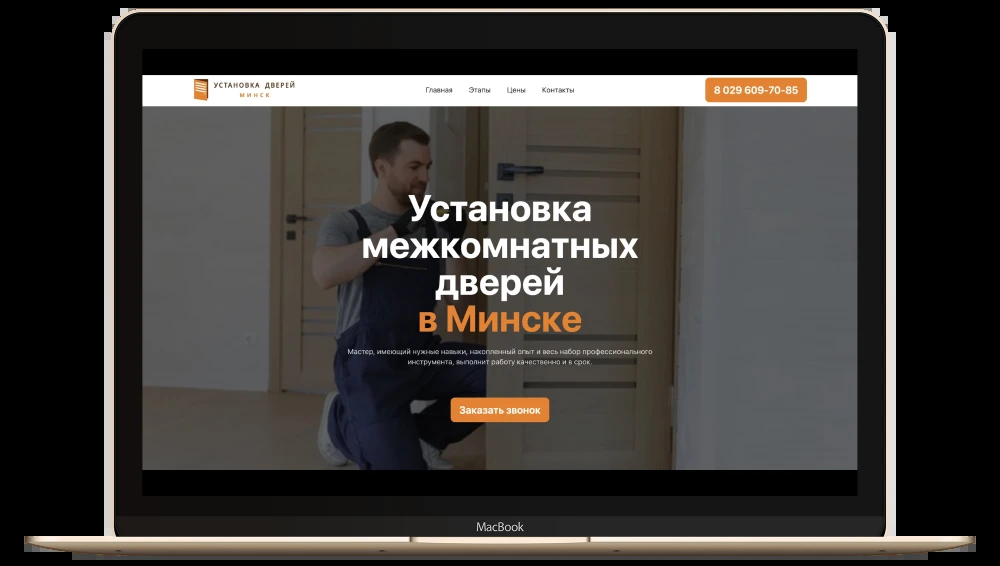 УСТАНОВКА ДВЕРЕЙ
МИНСК
Главная Этапы Цены Контакты
8 029 609-70-85
Установка
межкомнатных
дверей
в Минске
Мастер, имеющий нужные навыки, накопленный опыт и весь набор профессионального
инструмента, выполнит работу качественно и в срок.
Заказать звонок
MacBook